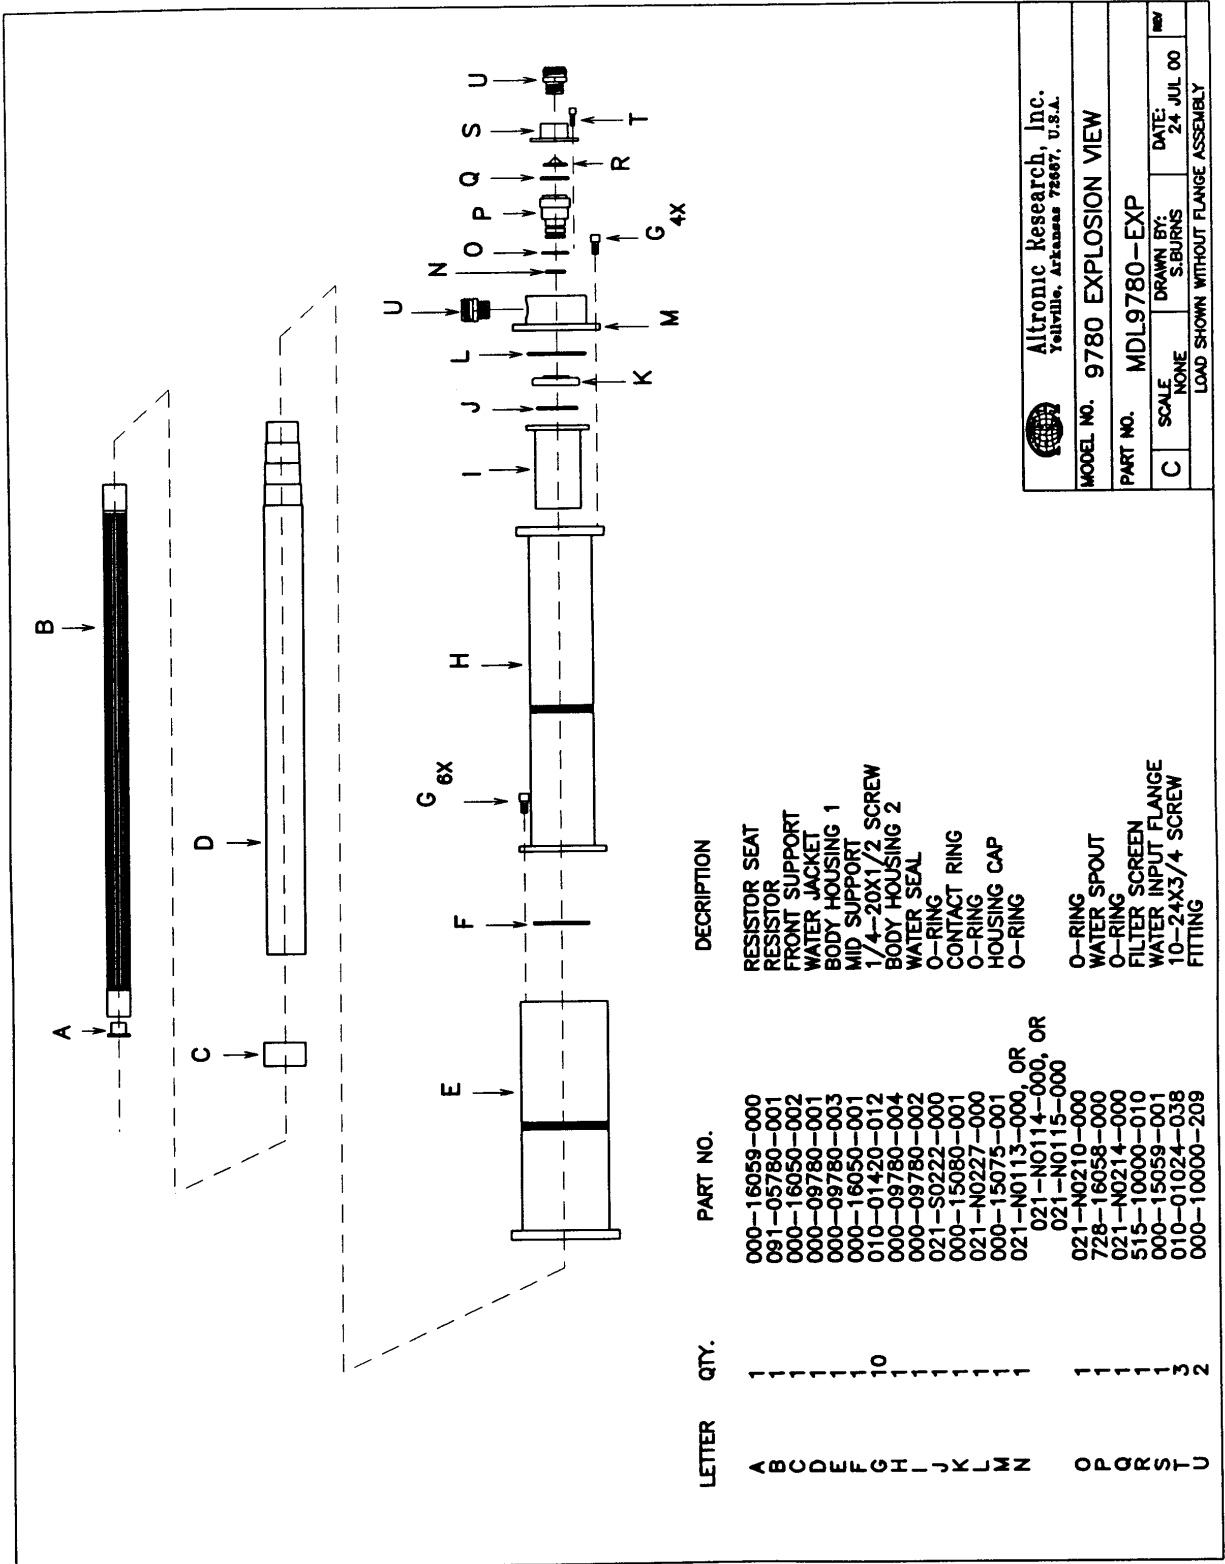 A
B
C
D
E
F
G 6X
H
I
J
K
L
M
U
N
O
P
Q
R
S
T
U
G 4X
LETTER QTY. PART NO. DECRIPTION
A 1 000-16059-000 RESISTOR SEAT
B 1 091-05780-001 RESISTOR
C 1 000-16050-002 FRONT SUPPORT
D 1 000-09780-001 WATER JACKET
E 1 000-09780-003 BODY HOUSING 1
F 1 000-16050-001 MID SUPPORT
G 10 010-01420-012 1/4-20X1/2 SCREW
H 1 000-09780-004 BODY HOUSING 2
I 1 000-09780-002 WATER SEAL
J 1 021-S0222-000 O-RING
K 1 000-15080-001 CONTACT RING
L 1 021-N0227-000 O-RING
M 1 000-15075-001 HOUSING CAP
N 1 021-N0113-000, OR O-RING
021-N0114-000, OR
021-N0115-000
O 1 021-N0210-000 O-RING
P 1 728-16058-000 WATER SPOUT
Q 1 021-N0214-000 O-RING
R 1 515-10000-010 FILTER SCREEN
S 1 000-15059-001 WATER INPUT FLANGE
T 3 010-01024-038 10-24X3/4 SCREW
U 2 000-10000-209 FITTING
Altronic Research, Inc.
Yellville, Arkansas 72687, U.S.A.
MODEL NO. 9780 EXPLOSION VIEW
PART NO. MDL9780-EXP
C SCALE NONE DRAWN BY: S.BURNS DATE: 24 JUL 00 REV
LOAD SHOWN WITHOUT FLANGE ASSEMBLY